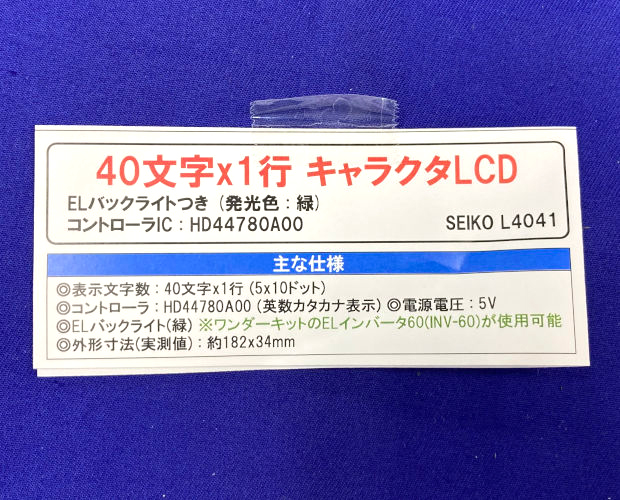 40文字x1行 キャラクタLCD
ELバックライトつき (発光色 : 緑)
コントローラIC : HD44780A00 SEIKO L4041
主な仕様
◎表示文字数 : 40文字x1行 (5x10ドット)
◎コントローラ : HD44780A00 (英数カタカナ表示) ◎電源電圧 : 5V
◎ELバックライト(緑) ※ワンダーキットのELインバータ60(INV-60)が使用可能
◎外形寸法(実測値) : 約182x34mm